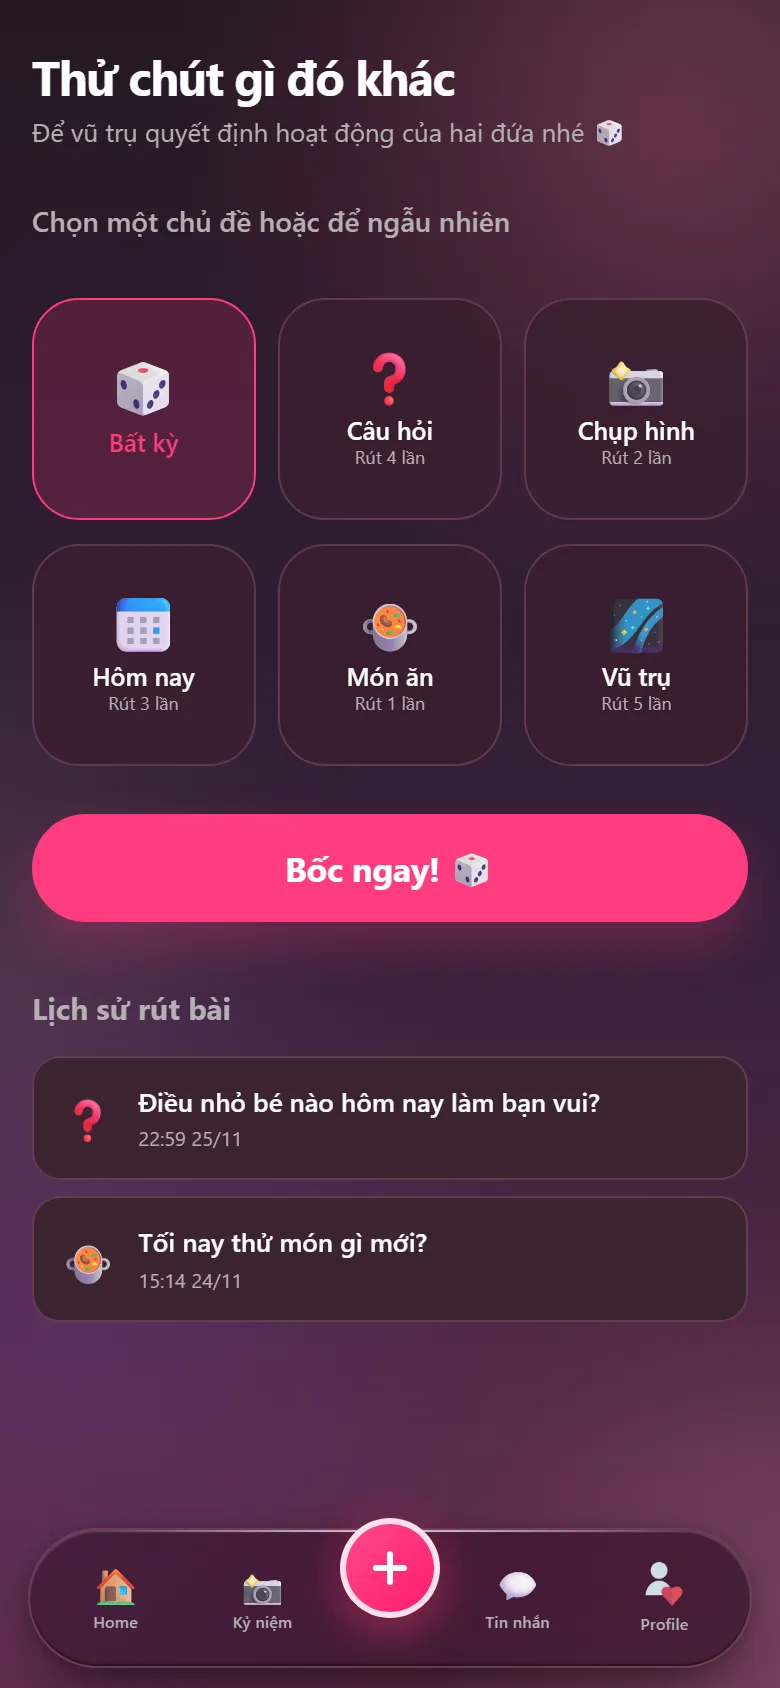 Thử chút gì đó khác
Để vũ trụ quyết định hoạt động của hai đứa nhé
Chọn một chủ đề hoặc để ngẫu nhiên
Bất kỳ
Câu hỏi
Rút 4 lần
Chụp hình
Rút 2 lần
Hôm nay
Rút 3 lần
Món ăn
Rút 1 lần
Vũ trụ
Rút 5 lần
Bốc ngay!
Lịch sử rút bài
Điều nhỏ bé nào hôm nay làm bạn vui?
22:59 25/11
Tối nay thử món gì mới?
15:14 24/11
Home
Kỷ niệm
Tin nhắn
Profile